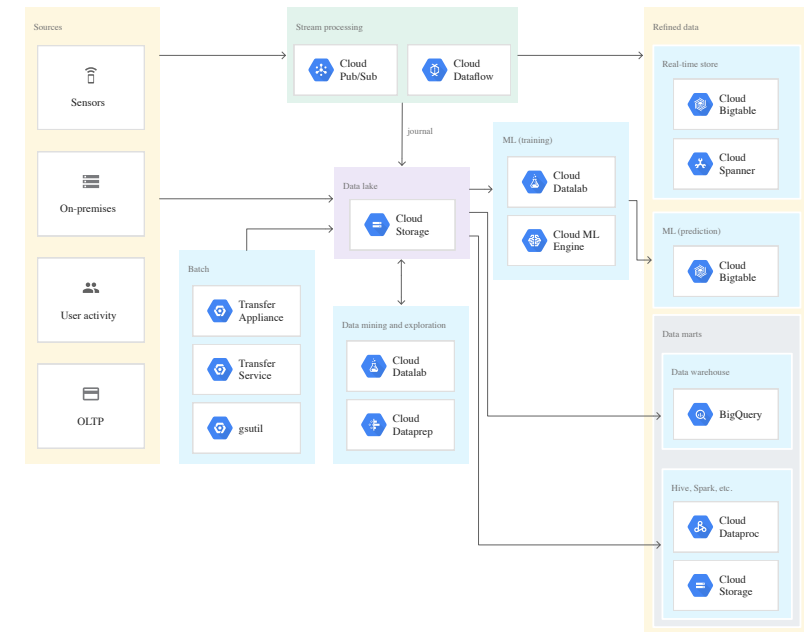 Sources
Sensors
On-premises
User activity
OLTP
Stream processing
Cloud
Pub/Sub
Cloud
Dataflow
journal
Data lake
Cloud
Storage
Batch
Transfer
Appliance
Transfer
Service
gsutil
Data mining and exploration
Cloud
Datalab
Cloud
Dataprep
ML (training)
Cloud
Datalab
Cloud ML
Engine
Refined data
Real-time store
Cloud
Bigtable
Cloud
Spanner
ML (prediction)
Cloud
Bigtable
Data marts
Data warehouse
BigQuery
Hive, Spark, etc.
Cloud
Dataproc
Cloud
Storage